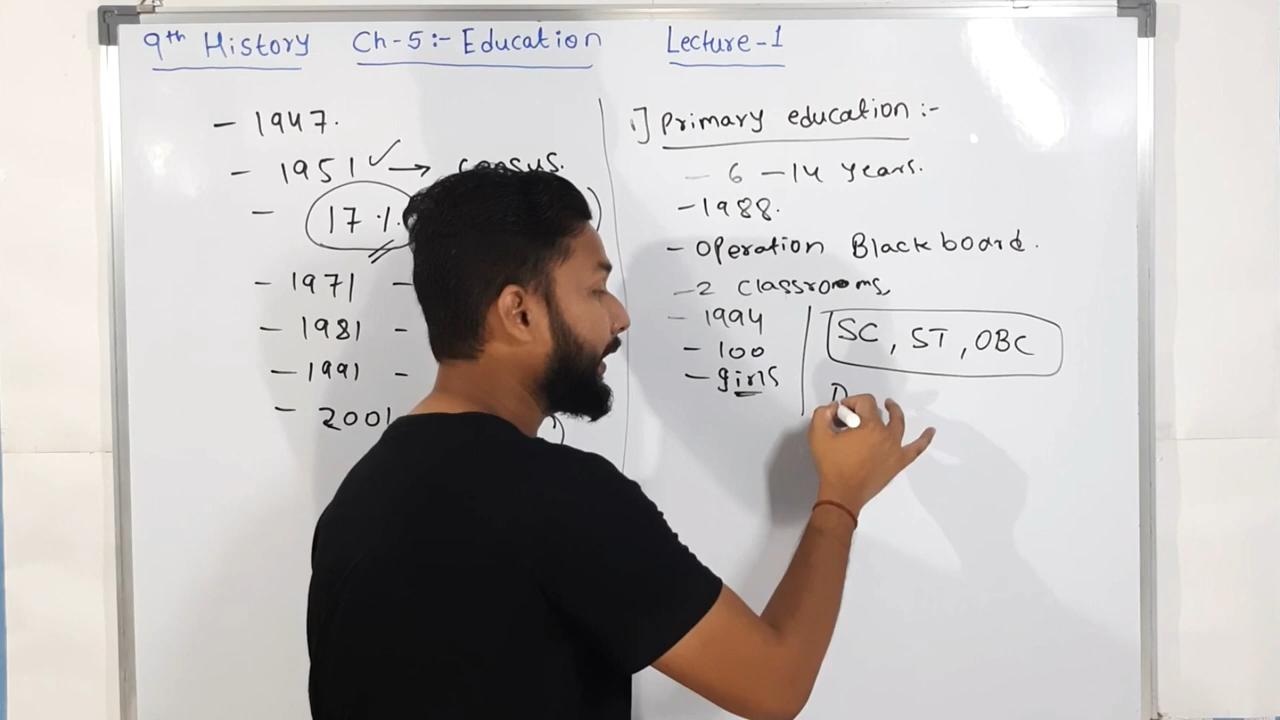 9th History Ch-5:- Education Lecture-1
- 1947.
- 1951 ✓ → census.
- 17 %
- 1971 -
- 1981 -
- 1991 -
- 2001
1] Primary education :-
- 6 - 14 years.
- 1988.
- Operation Blackboard.
- 2 classrooms
- 1994
- 100
- girls
SC, ST, OBC